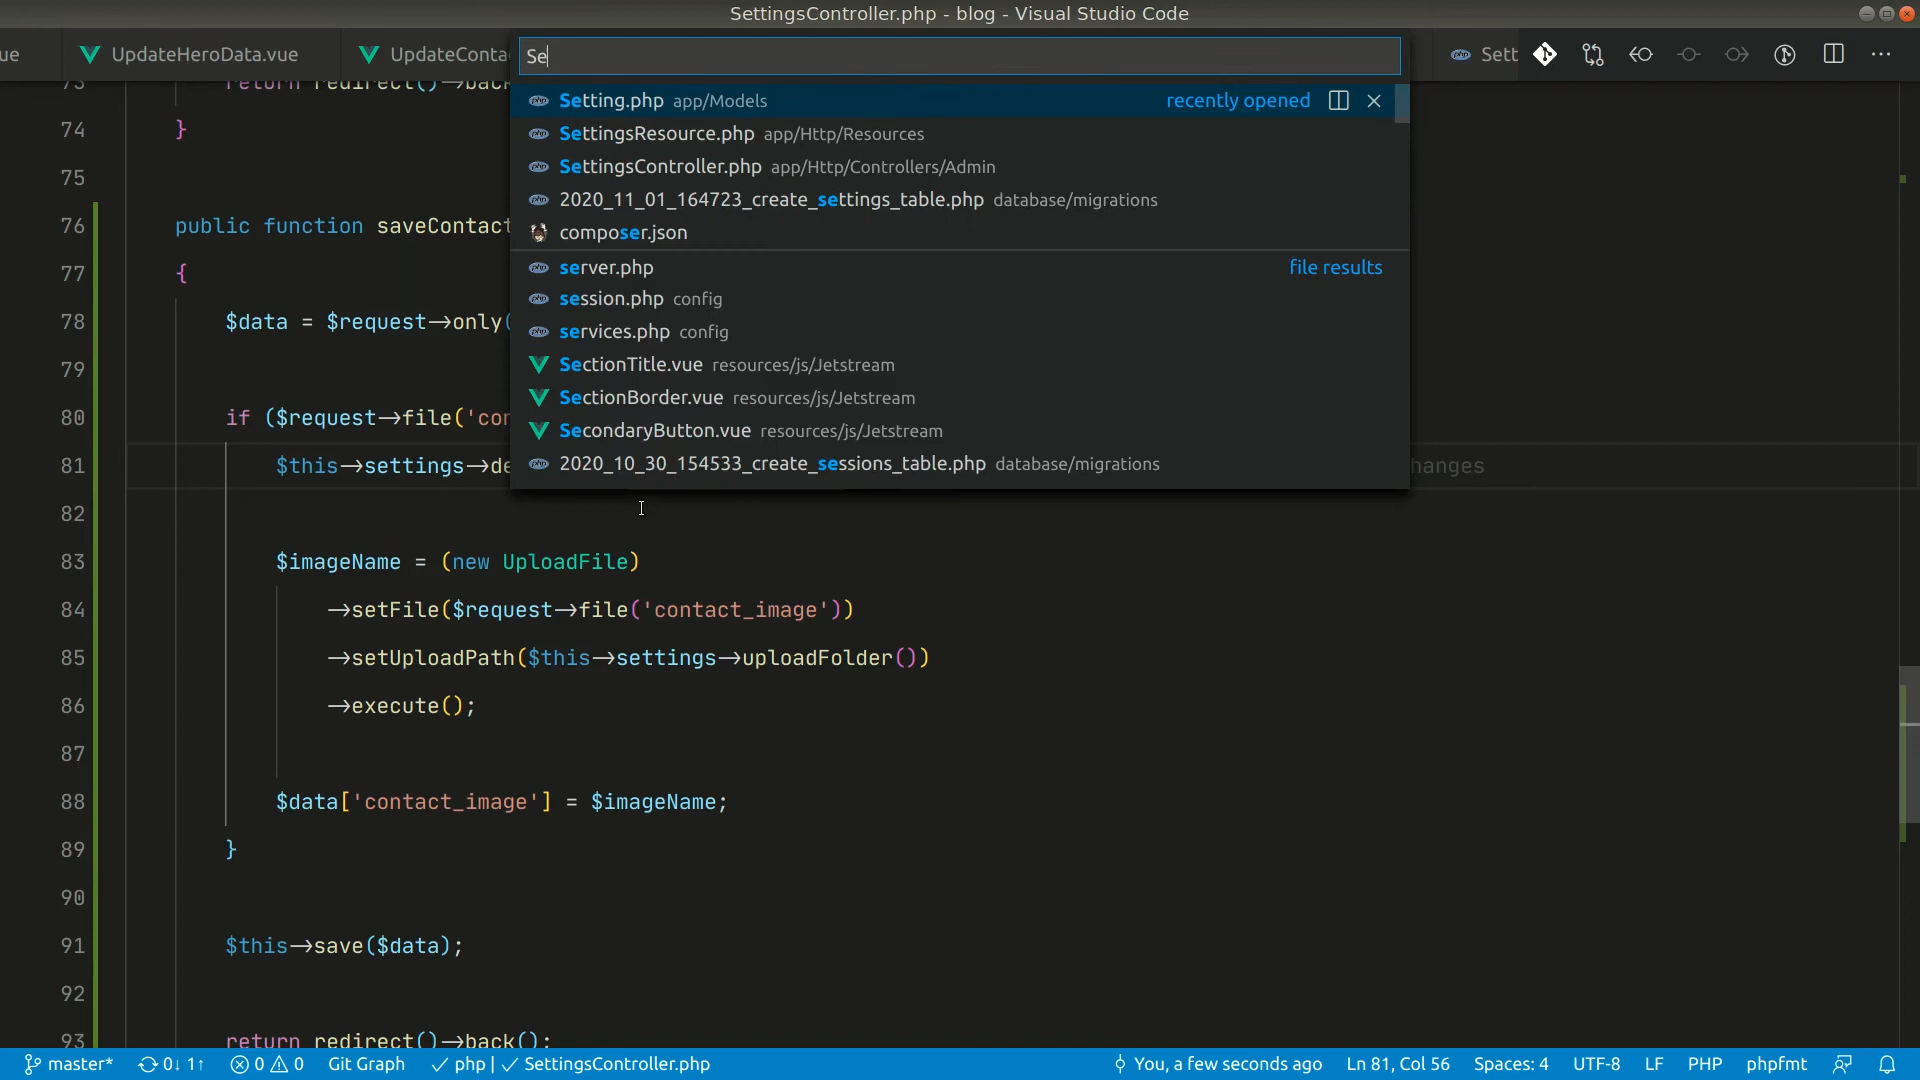 SettingsController.php - blog - Visual Studio Code
ue
UpdateHeroData.vue
UpdateConta
Sett
Se
Setting.php app/Models recently opened
SettingsResource.php app/Http/Resources
SettingsController.php app/Http/Controllers/Admin
2020_11_01_164723_create_settings_table.php database/migrations
composer.json
server.php file results
session.php config
services.php config
SectionTitle.vue resources/js/Jetstream
SectionBorder.vue resources/js/Jetstream
SecondaryButton.vue resources/js/Jetstream
2020_10_30_154533_create_sessions_table.php database/migrations
73 return redirect()→back
74 }
75
76 public function saveContact
77 {
78 $data = $request→only(
79
80 if ($request→file('con
81 $this→settings→de hanges
82
83 $imageName = (new UploadFile)
84 →setFile($request→file('contact_image'))
85 →setUploadPath($this→settings→uploadFolder())
86 →execute();
87
88 $data['contact_image'] = $imageName;
89 }
90
91 $this→save($data);
92
93 return redirect()→back();
master* 0↓ 1↑ 0 0 Git Graph ✓ php | ✓ SettingsController.php You, a few seconds ago Ln 81, Col 56 Spaces: 4 UTF-8 LF PHP phpfmt